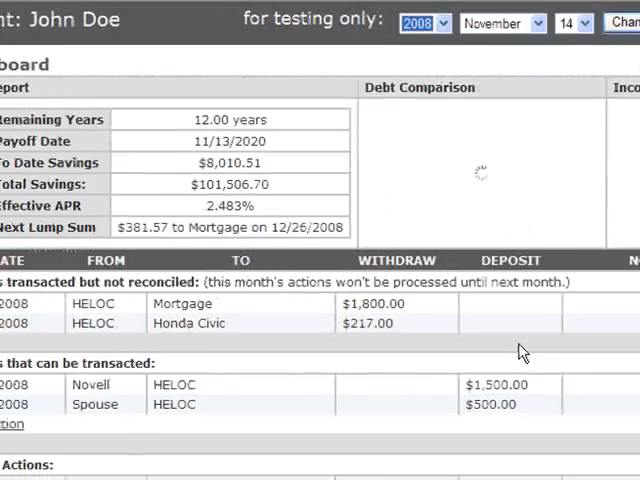 nt: John Doe for testing only: 2008 November 14 Chan
board
eport Debt Comparison Inco
Remaining Years 12.00 years
Payoff Date 11/13/2020
To Date Savings $8,010.51
Total Savings: $101,506.70
Effective APR 2.483%
Next Lump Sum $381.57 to Mortgage on 12/26/2008
ATE FROM TO WITHDRAW DEPOSIT NO
s transacted but not reconciled: (this month's actions won't be processed until next month.)
2008 HELOC Mortgage $1,800.00
2008 HELOC Honda Civic $217.00
s that can be transacted:
2008 Novell HELOC $1,500.00
2008 Spouse HELOC $500.00
ction
Actions: